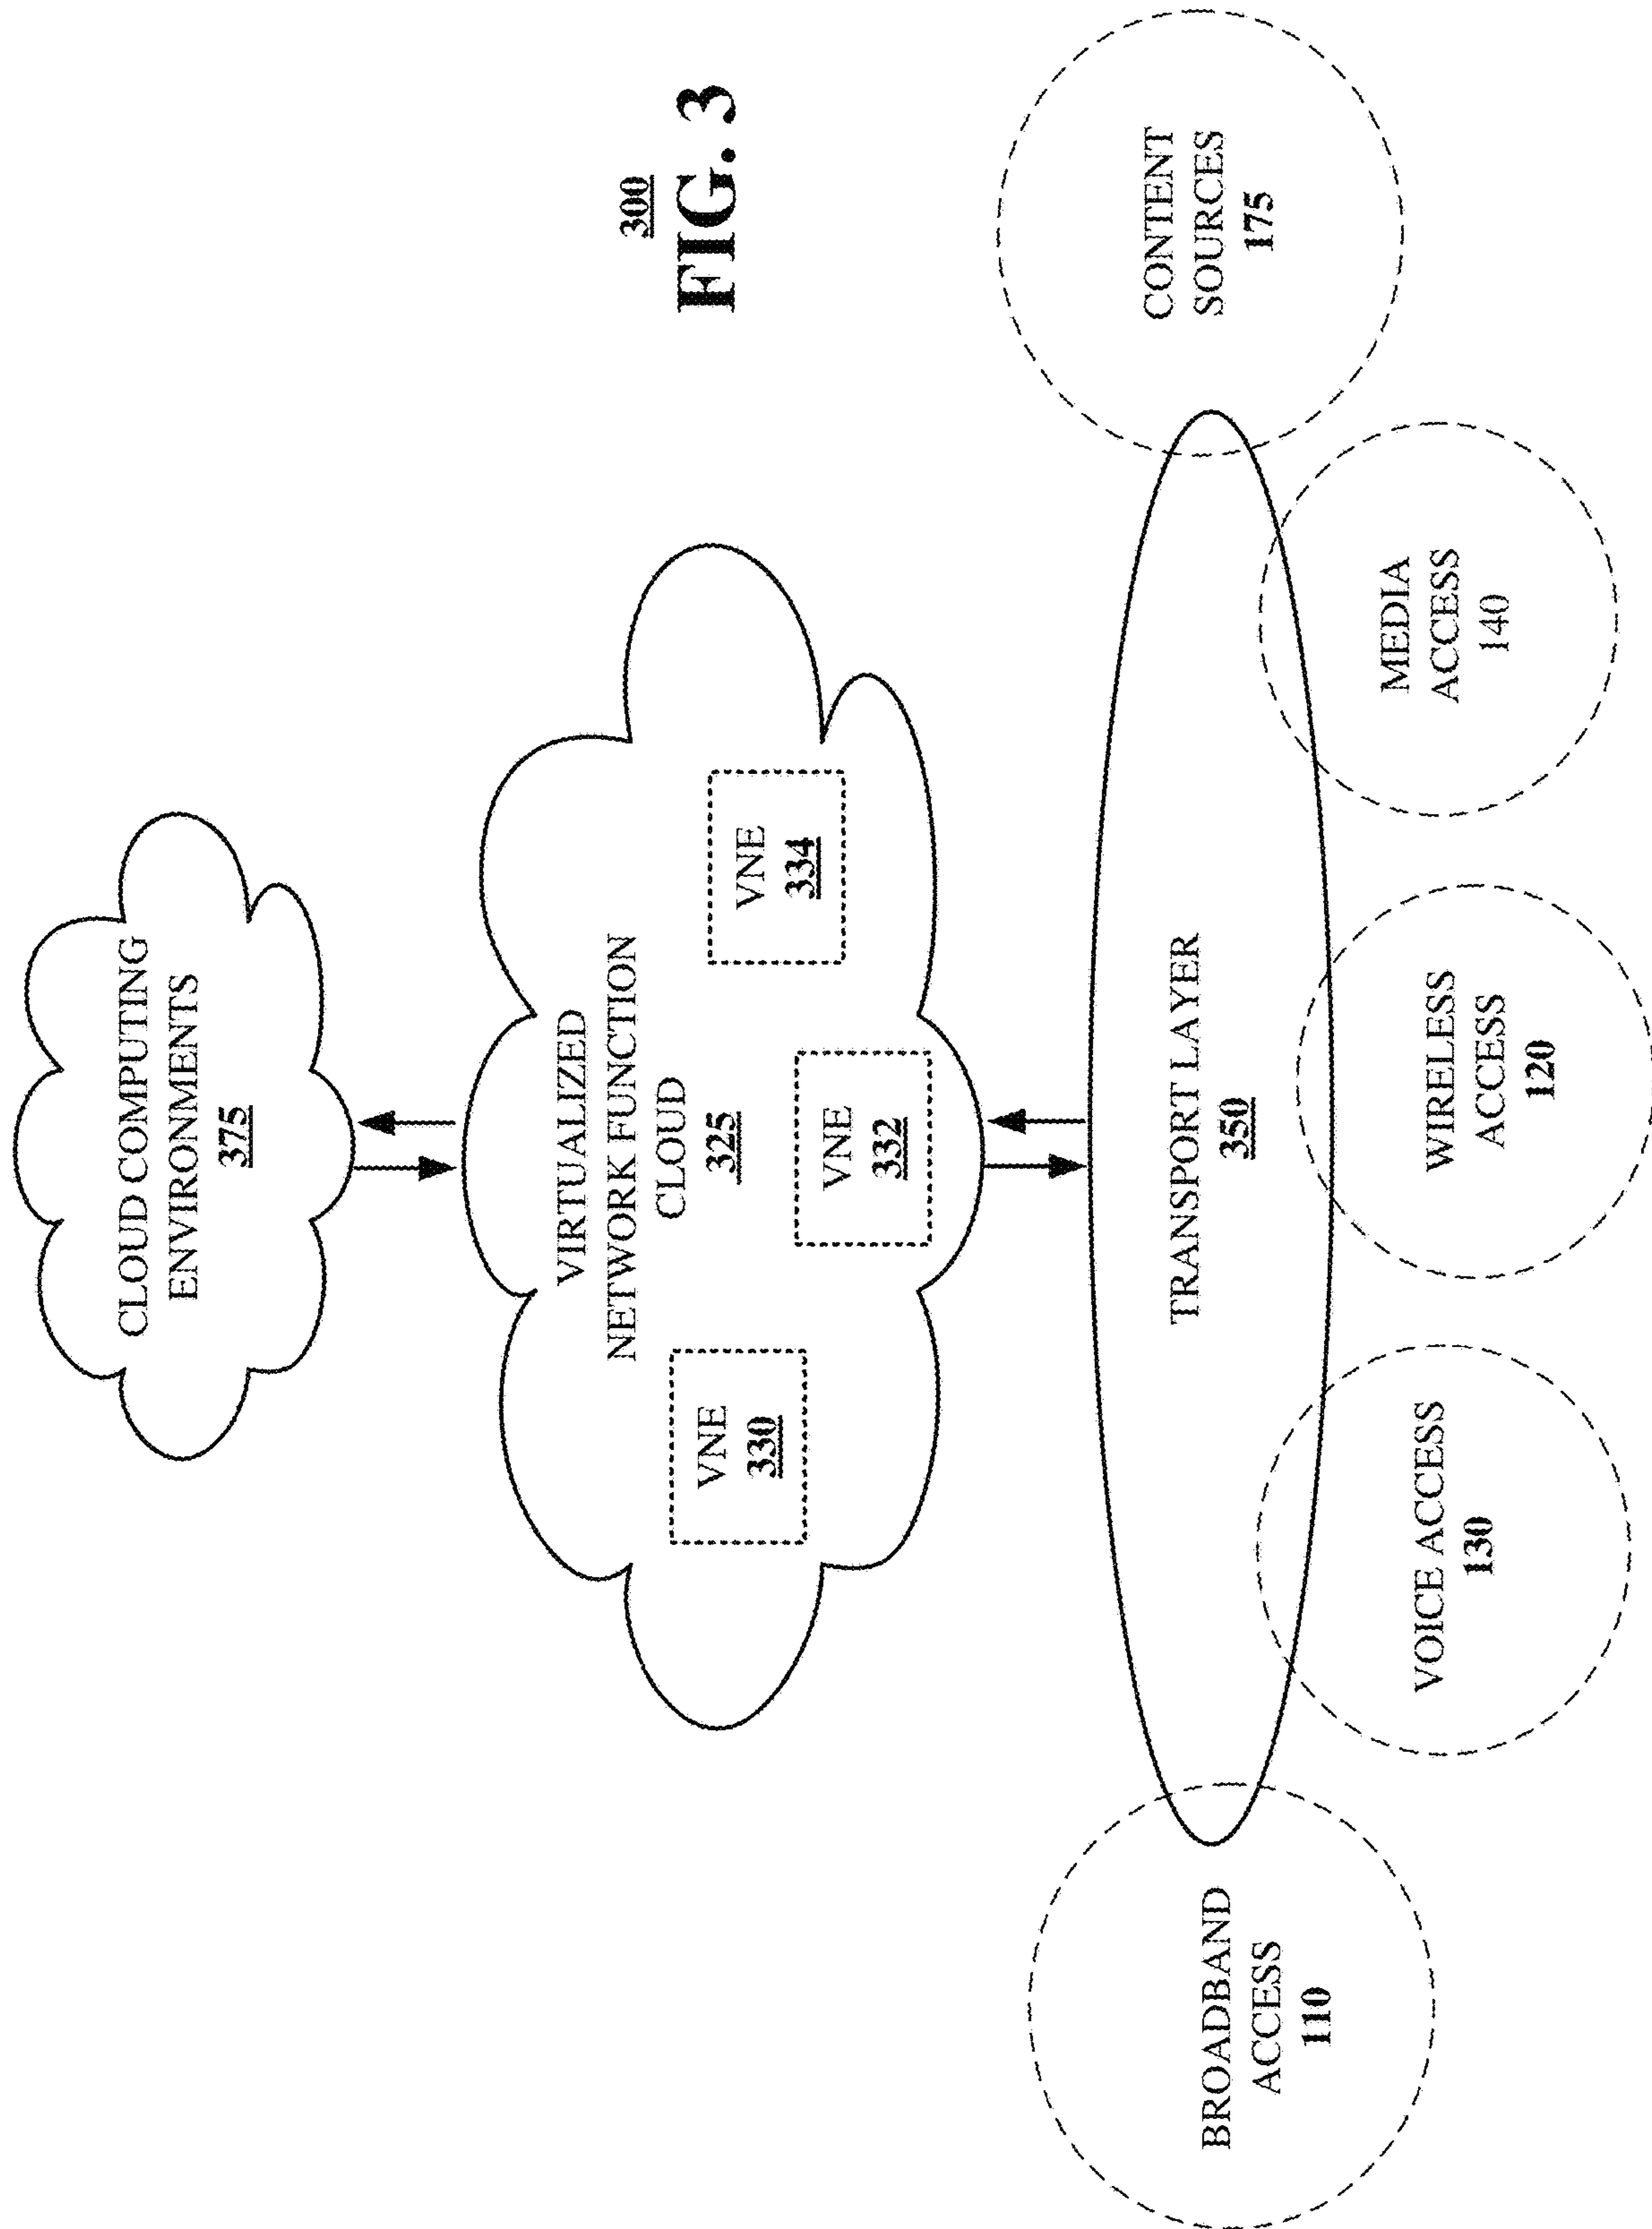 CLOUD COMPUTING
ENVIRONMENTS
375
VIRTUALIZED
NETWORK FUNCTION
CLOUD
325
VNE
330
VNE
332
VNE
334
300
FIG. 3
TRANSPORT LAYER
350
BROADBAND
ACCESS
110
VOICE ACCESS
130
WIRELESS
ACCESS
120
MEDIA
ACCESS
140
CONTENT
SOURCES
175